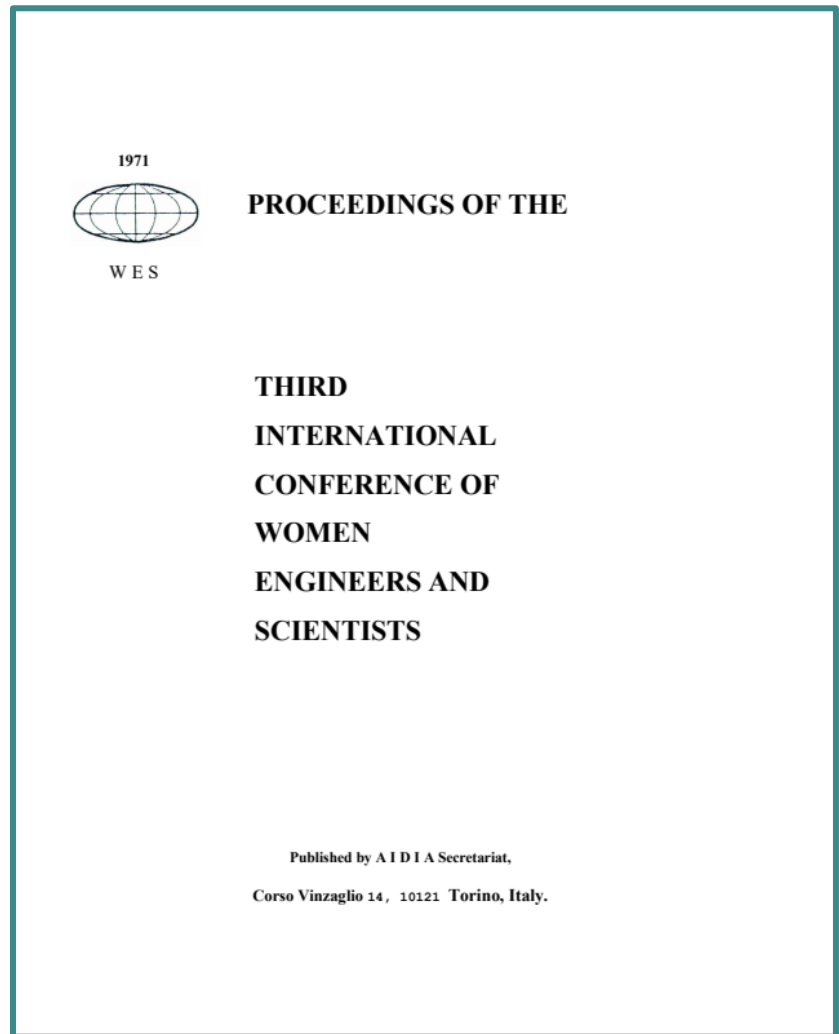 1971
PROCEEDINGS OF THE
W E S
THIRD
INTERNATIONAL
CONFERENCE OF
WOMEN
ENGINEERS AND
SCIENTISTS
Published by A I D I A Secretariat,
Corso Vinzaglio 14, 10121 Torino, Italy.